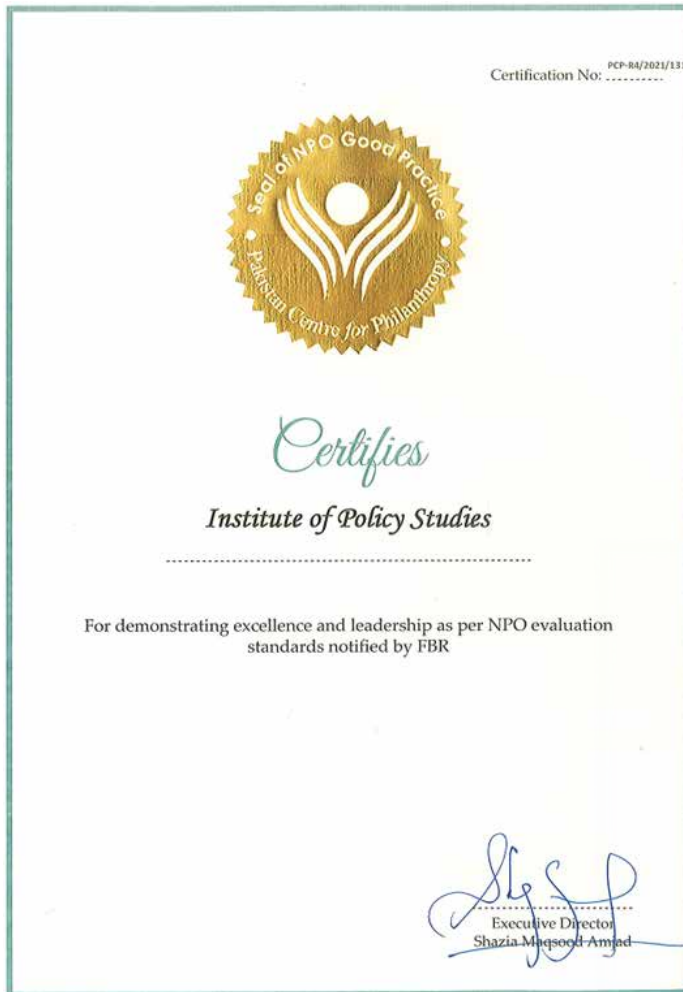 PCP-R4/2021/131
Certification No:
Seal of NPO Good Practice
Pakistan Centre for Philanthropy
Certifies
Institute of Policy Studies
For demonstrating excellence and leadership as per NPO evaluation
standards notified by FBR
Executive Director
Shazia Maqsood Amjad